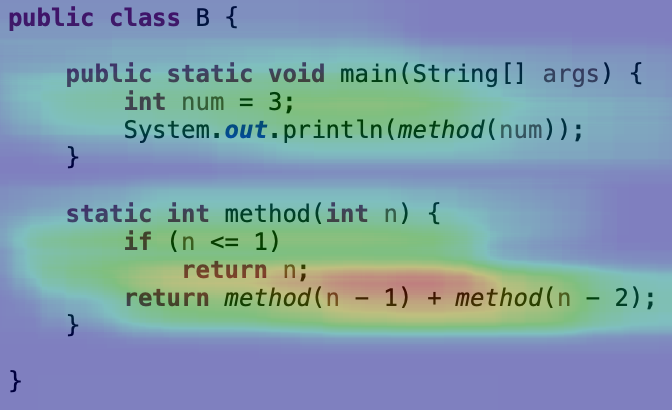 public class B {
    public static void main(String[] args) {
        int num = 3;
        System.out.println(method(num));
    }
    static int method(int n) {
        if (n <= 1)
            return n;
        return method(n - 1) + method(n - 2);
    }
}